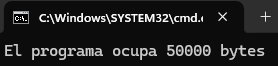 C:\Windows\SYSTEM32\cmd.e
El programa ocupa 50000 bytes